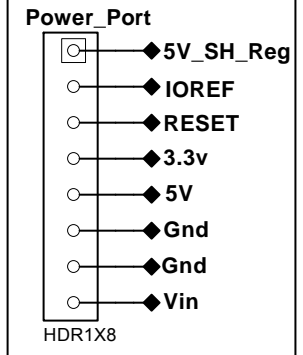 Power_Port
5V_SH_Reg
IOREF
RESET
3.3v
5V
Gnd
Gnd
Vin
HDR1X8